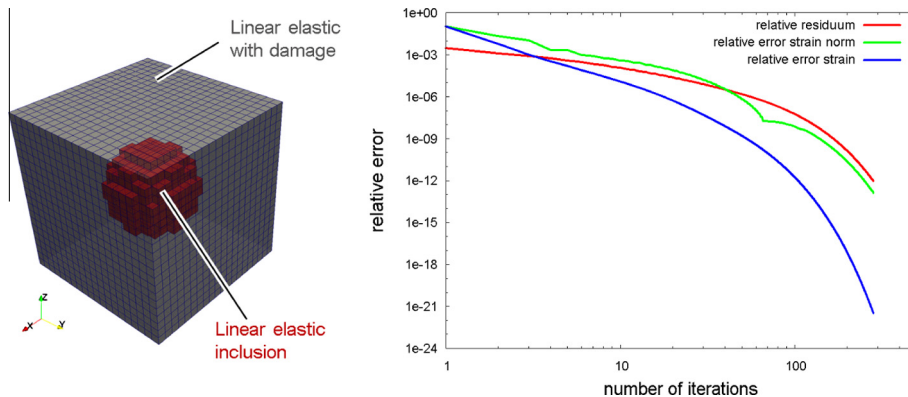 Linear elastic
with damage
Linear elastic
inclusion
Z
X
Y
relative error
1e+00
1e-03
1e-06
1e-09
1e-12
1e-15
1e-18
1e-21
1e-24
relative residuum
relative error strain norm
relative error strain
1
10
100
number of iterations